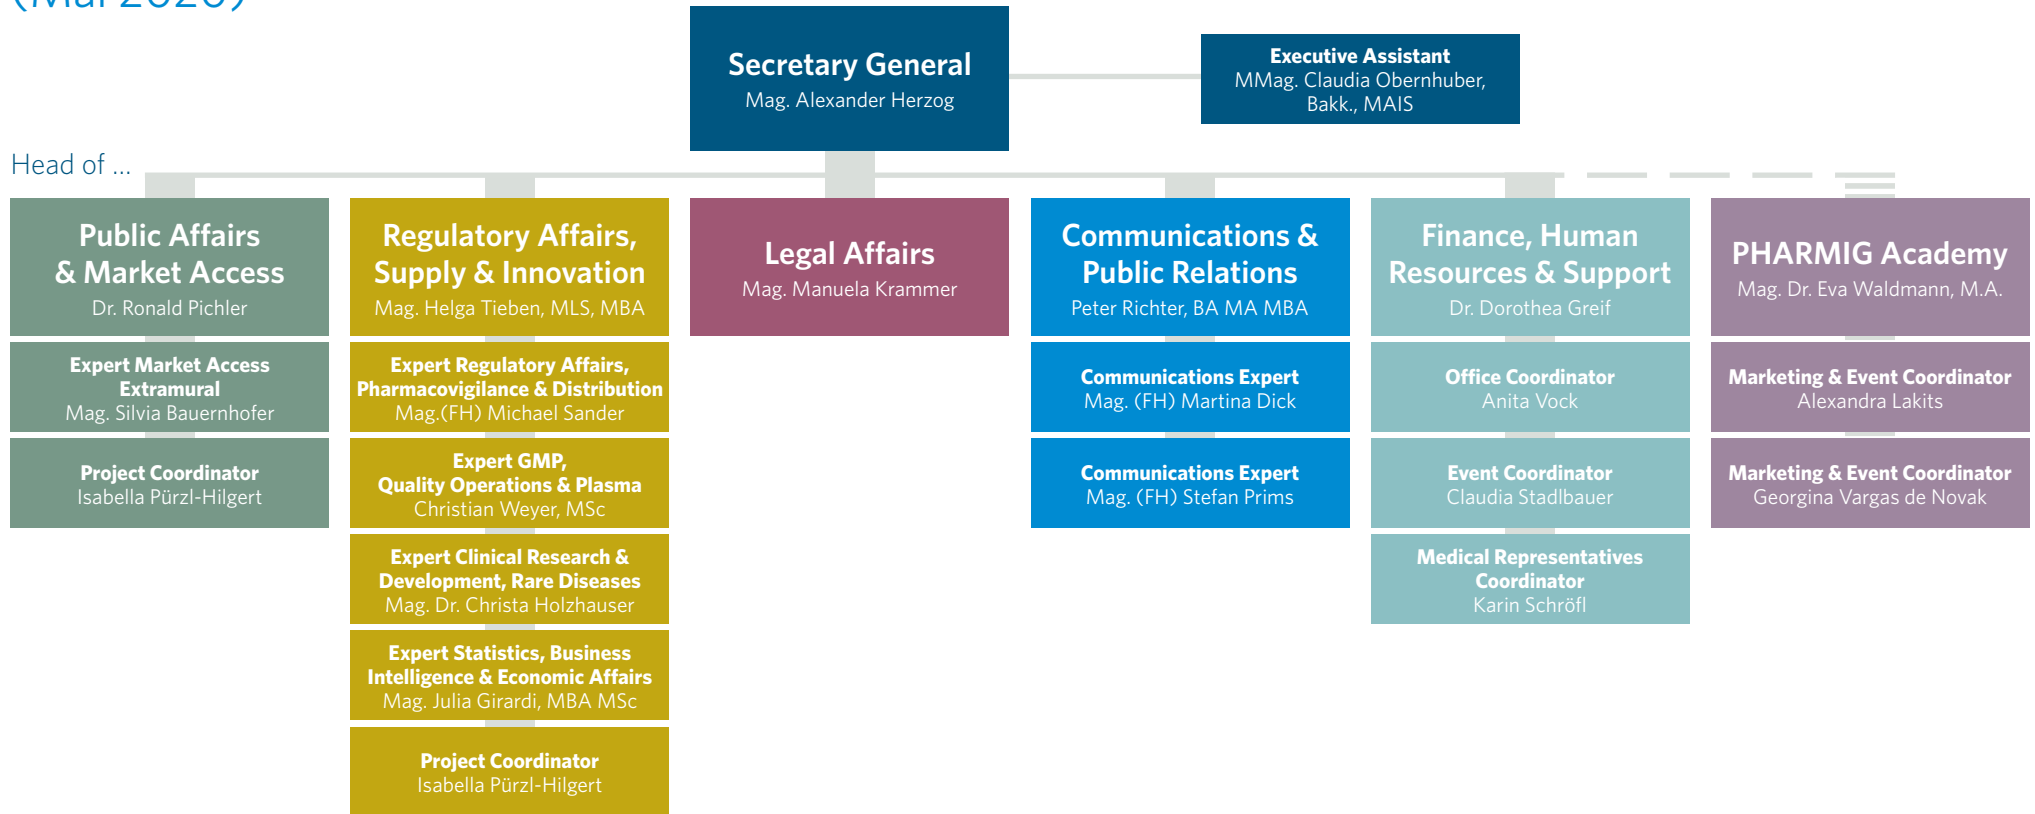 (Mai 2020)
Secretary General
Mag. Alexander Herzog
Executive Assistant
MMag. Claudia Obernhuber,
Bakk., MAIS
Head of ...
Public Affairs
& Market Access
Dr. Ronald Pichler
Expert Market Access
Extramural
Mag. Silvia Bauernhofer
Project Coordinator
Isabella Pürzl-Hilgert
Regulatory Affairs,
Supply & Innovation
Mag. Helga Tieben, MLS, MBA
Expert Regulatory Affairs,
Pharmacovigilance & Distribution
Mag.(FH) Michael Sander
Expert GMP,
Quality Operations & Plasma
Christian Weyer, MSc
Expert Clinical Research &
Development, Rare Diseases
Mag. Dr. Christa Holzhauser
Expert Statistics, Business
Intelligence & Economic Affairs
Mag. Julia Girardi, MBA MSc
Project Coordinator
Isabella Pürzl-Hilgert
Legal Affairs
Mag. Manuela Krammer
Communications &
Public Relations
Peter Richter, BA MA MBA
Communications Expert
Mag. (FH) Martina Dick
Communications Expert
Mag. (FH) Stefan Prims
Finance, Human
Resources & Support
Dr. Dorothea Greif
Office Coordinator
Anita Vock
Event Coordinator
Claudia Stadlbauer
Medical Representatives
Coordinator
Karin Schröfl
PHARMIG Academy
Mag. Dr. Eva Waldmann, M.A.
Marketing & Event Coordinator
Alexandra Lakits
Marketing & Event Coordinator
Georgina Vargas de Novak